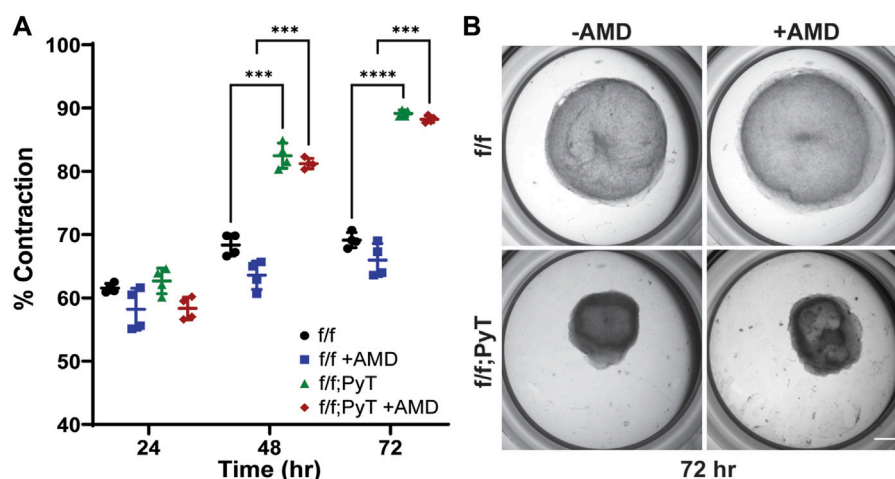 A
100
90
80
70
60
50
40
% Contraction
***
***
***
****
f/f
f/f +AMD
f/f;PyT
f/f;PyT +AMD
24
48
72
Time (hr)
B
-AMD
+AMD
f/f
f/f;PyT
72 hr